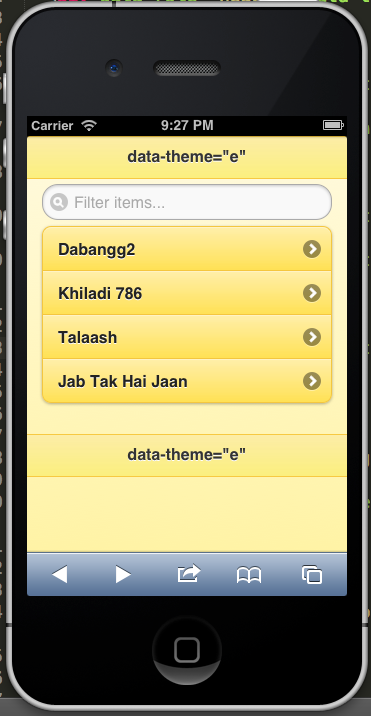 Carrier 9:27 PM
data-theme="e"
Filter items...
Dabangg2
Khiladi 786
Talaash
Jab Tak Hai Jaan
data-theme="e"